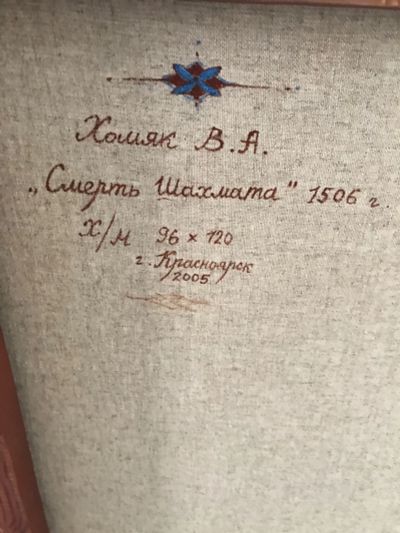 Хомяк В.А.
„Смерть Шахмата" 1506 г.
Х/М 96 × 120
г. Красноярск
2005